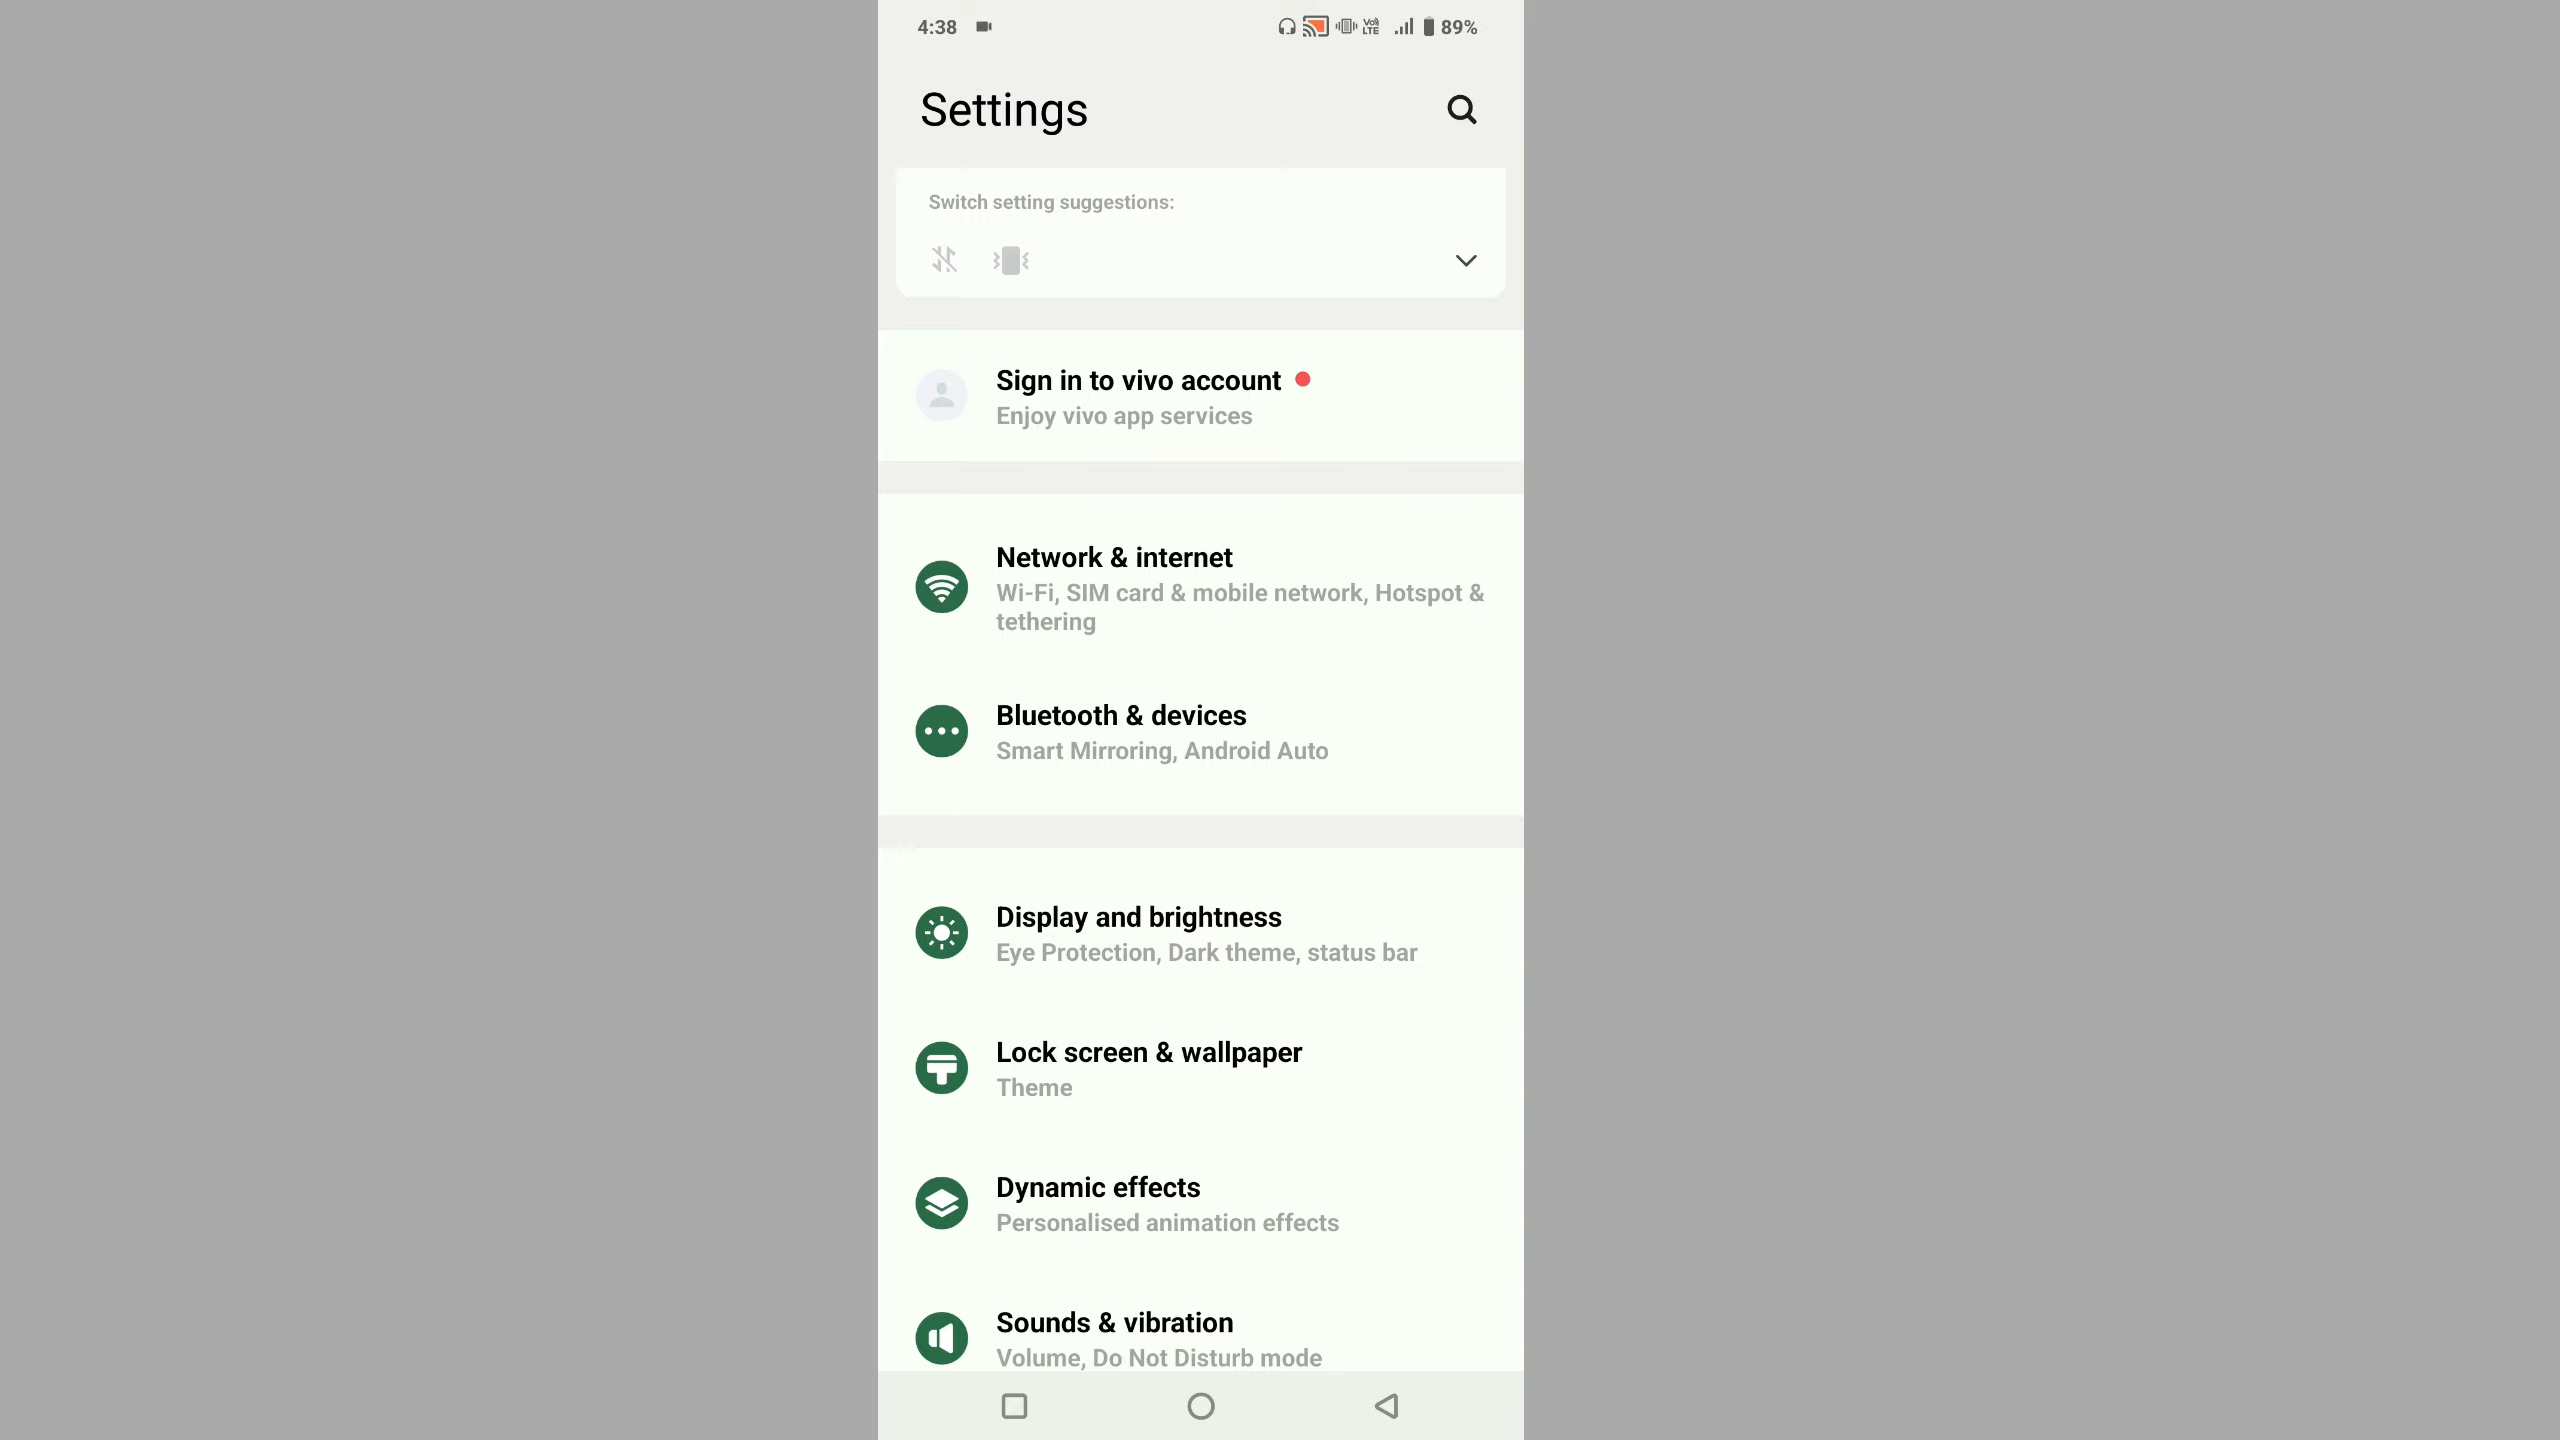 4:38
Vo)
LTE
89%
Settings
Switch setting suggestions:
Sign in to vivo account
Enjoy vivo app services
Network & internet
Wi-Fi, SIM card & mobile network, Hotspot &
tethering
Bluetooth & devices
Smart Mirroring, Android Auto
Display and brightness
Eye Protection, Dark theme, status bar
Lock screen & wallpaper
Theme
Dynamic effects
Personalised animation effects
Sounds & vibration
Volume, Do Not Disturb mode